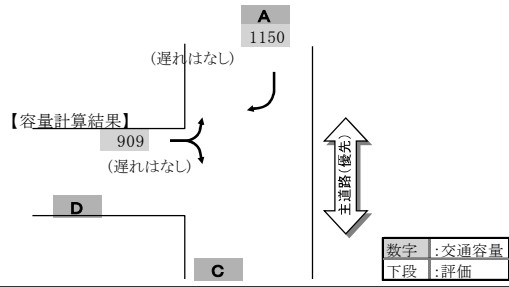 A
1150
(遅れはなし)
【容量計算結果】
909
(遅れはなし)
主道路(優先)
D
C
数字 :交通容量
下段 :評価